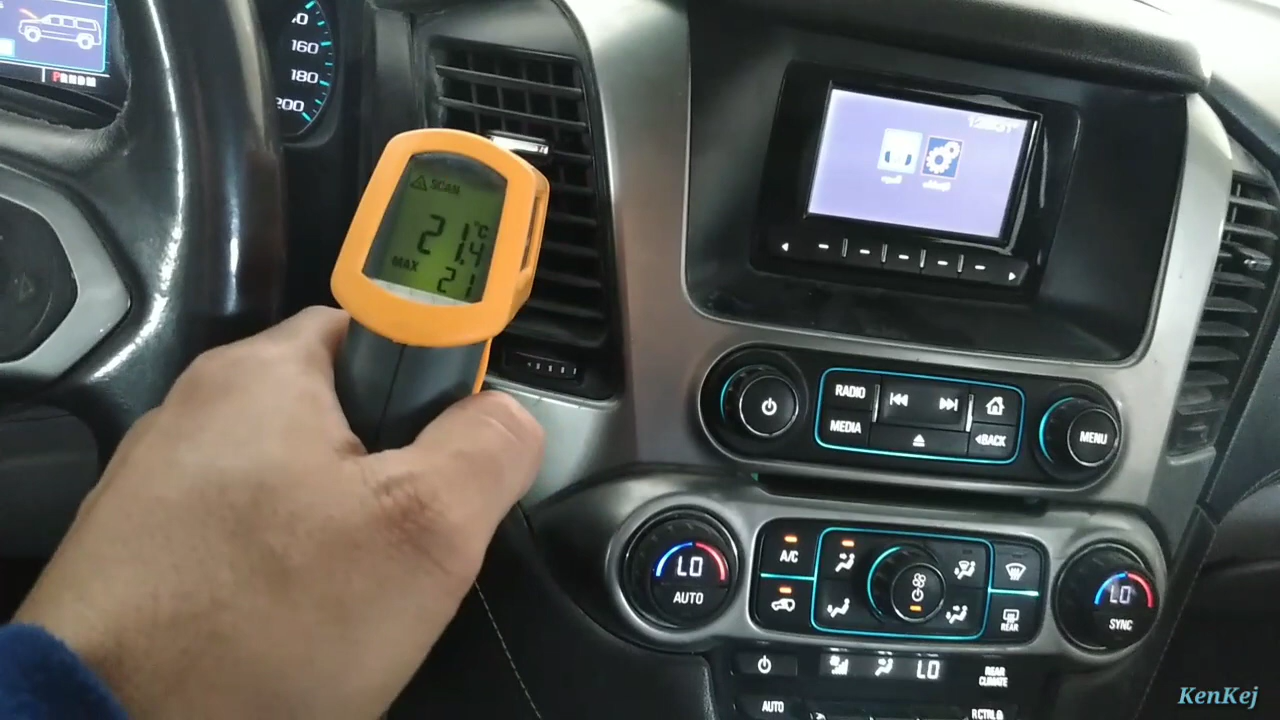 PRNDM
160
180
200
SCAN
21.4 °C
MAX
21
RADIO
MEDIA
BACK
MENU
LO
AUTO
A/C
REAR
LO
SYNC
LO
REAR
CLIMATE
AUTO
KenKej